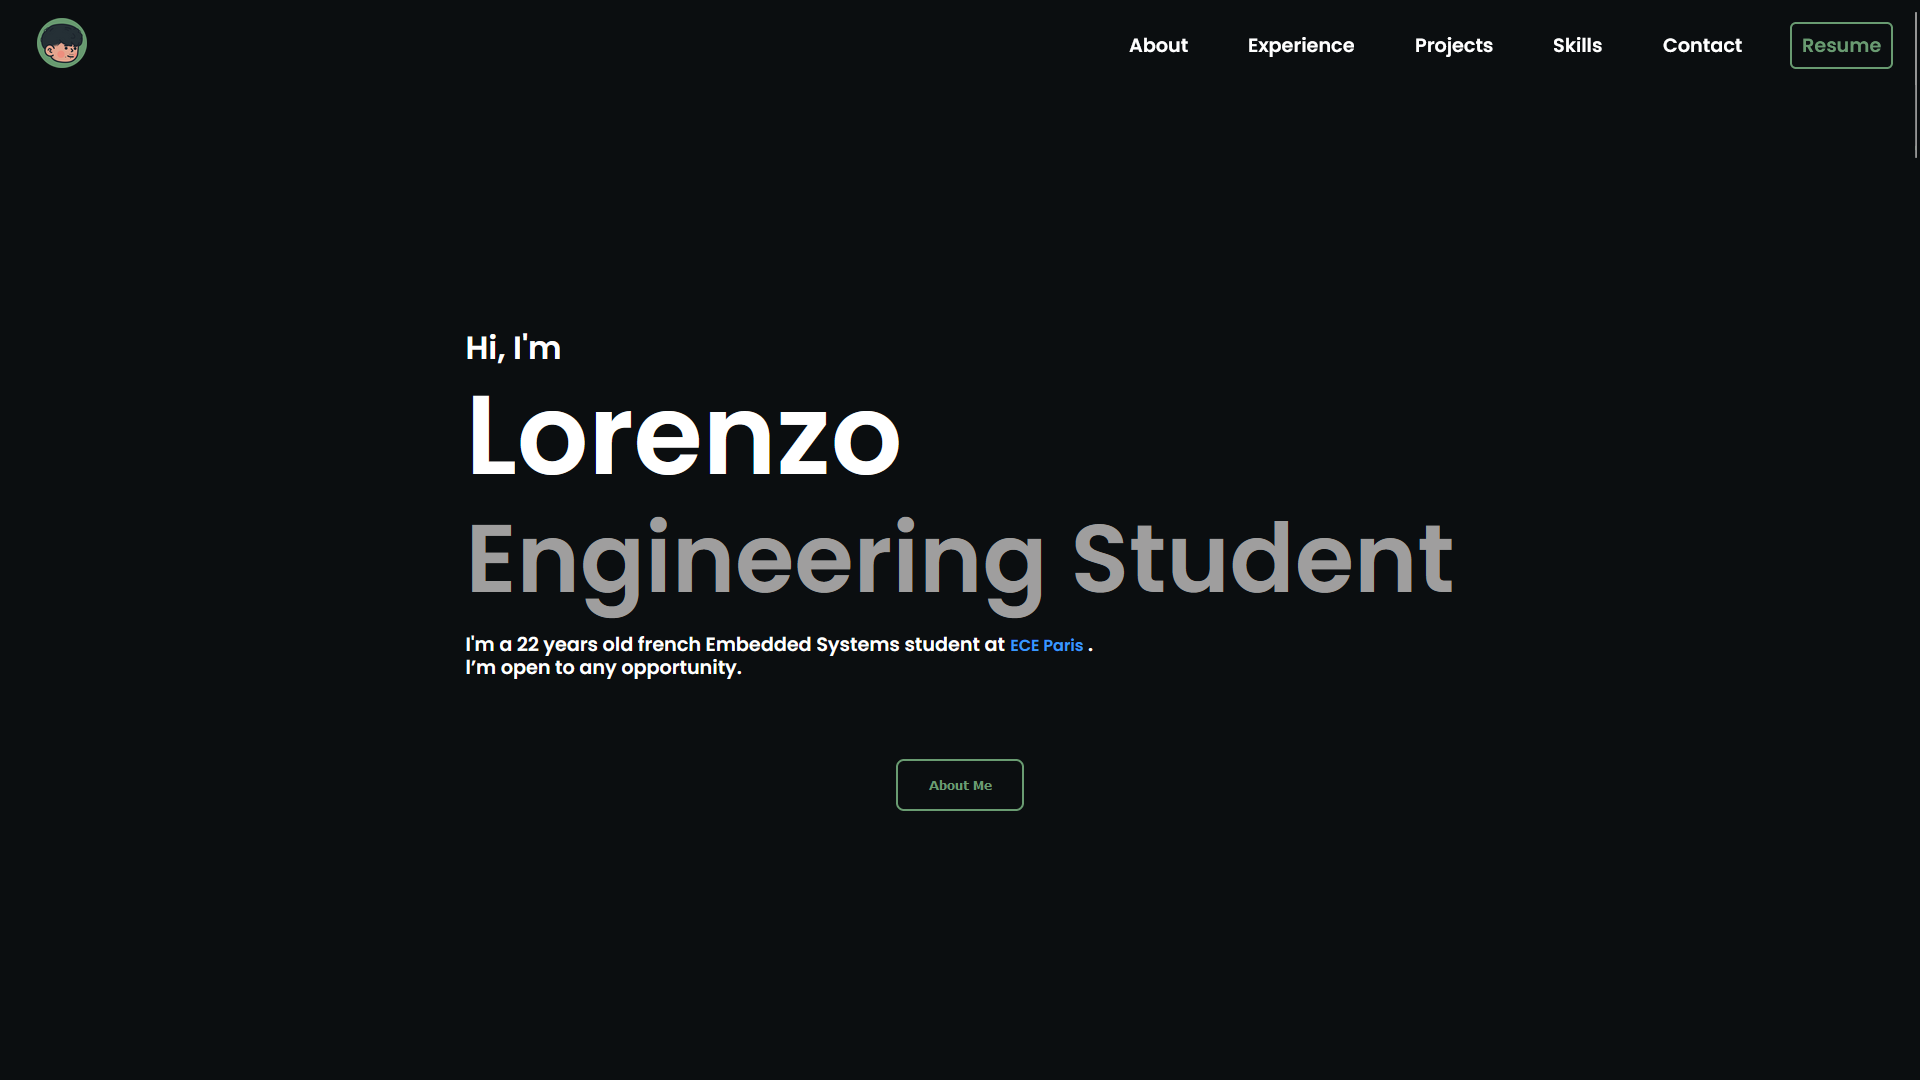 About Experience Projects Skills Contact Resume
Hi, I'm
Lorenzo
Engineering Student
I'm a 22 years old french Embedded Systems student at ECE Paris .
I’m open to any opportunity.
About Me